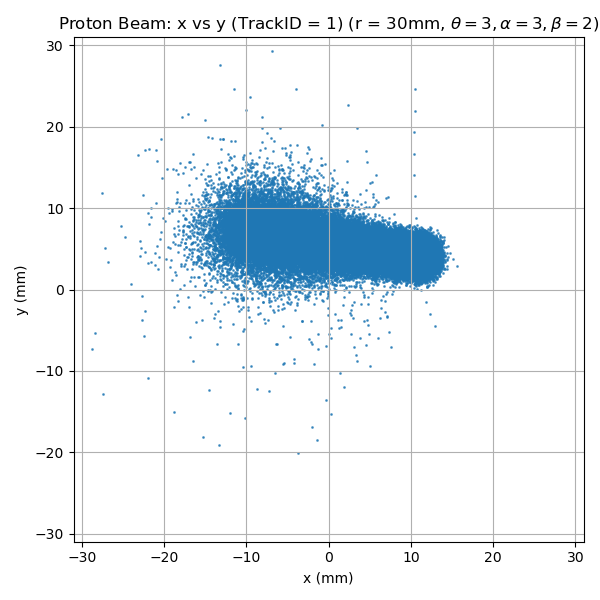 Proton Beam: x vs y (TrackID = 1) (r = 30mm, θ = 3, α = 3, β = 2)
30
20
10
0
−10
−20
−30
y (mm)
−30 −20 −10 0 10 20 30
x (mm)